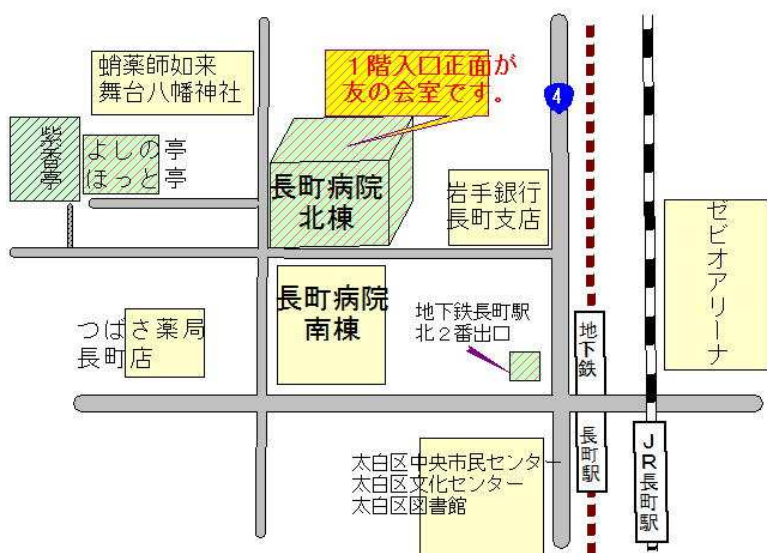 蛸薬師如来
舞台八幡神社
1階入口正面が
友の会室です。
4
紫香亭
よしの亭
ほっと亭
長町病院
北棟
岩手銀行
長町支店
ゼビオアリーナ
つばさ薬局
長町店
長町病院
南棟
地下鉄長町駅
北2番出口
地下鉄 長町駅
JR長町駅
太白区中央市民センター
太白区文化センター
太白区図書館